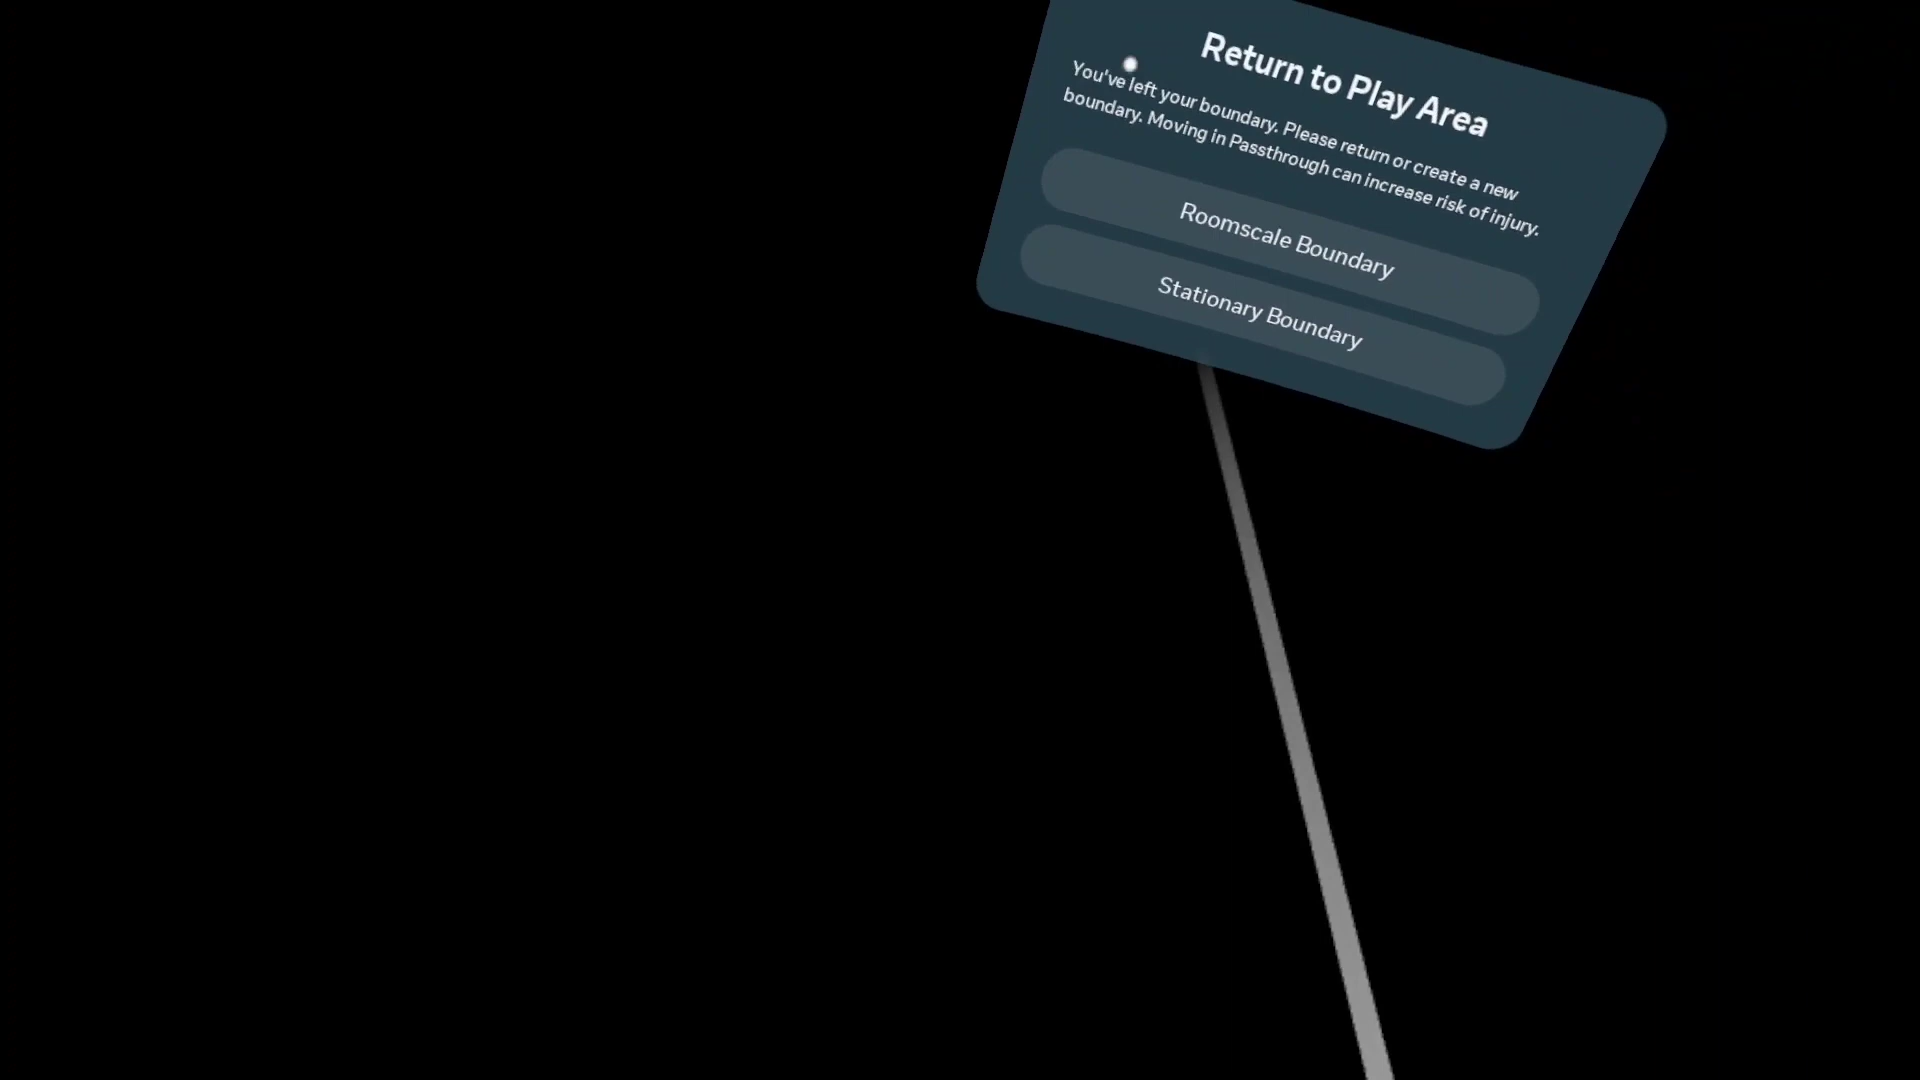 Return to Play Area
You've left your boundary. Please return or create a new
boundary. Moving in Passthrough can increase risk of injury.
Roomscale Boundary
Stationary Boundary